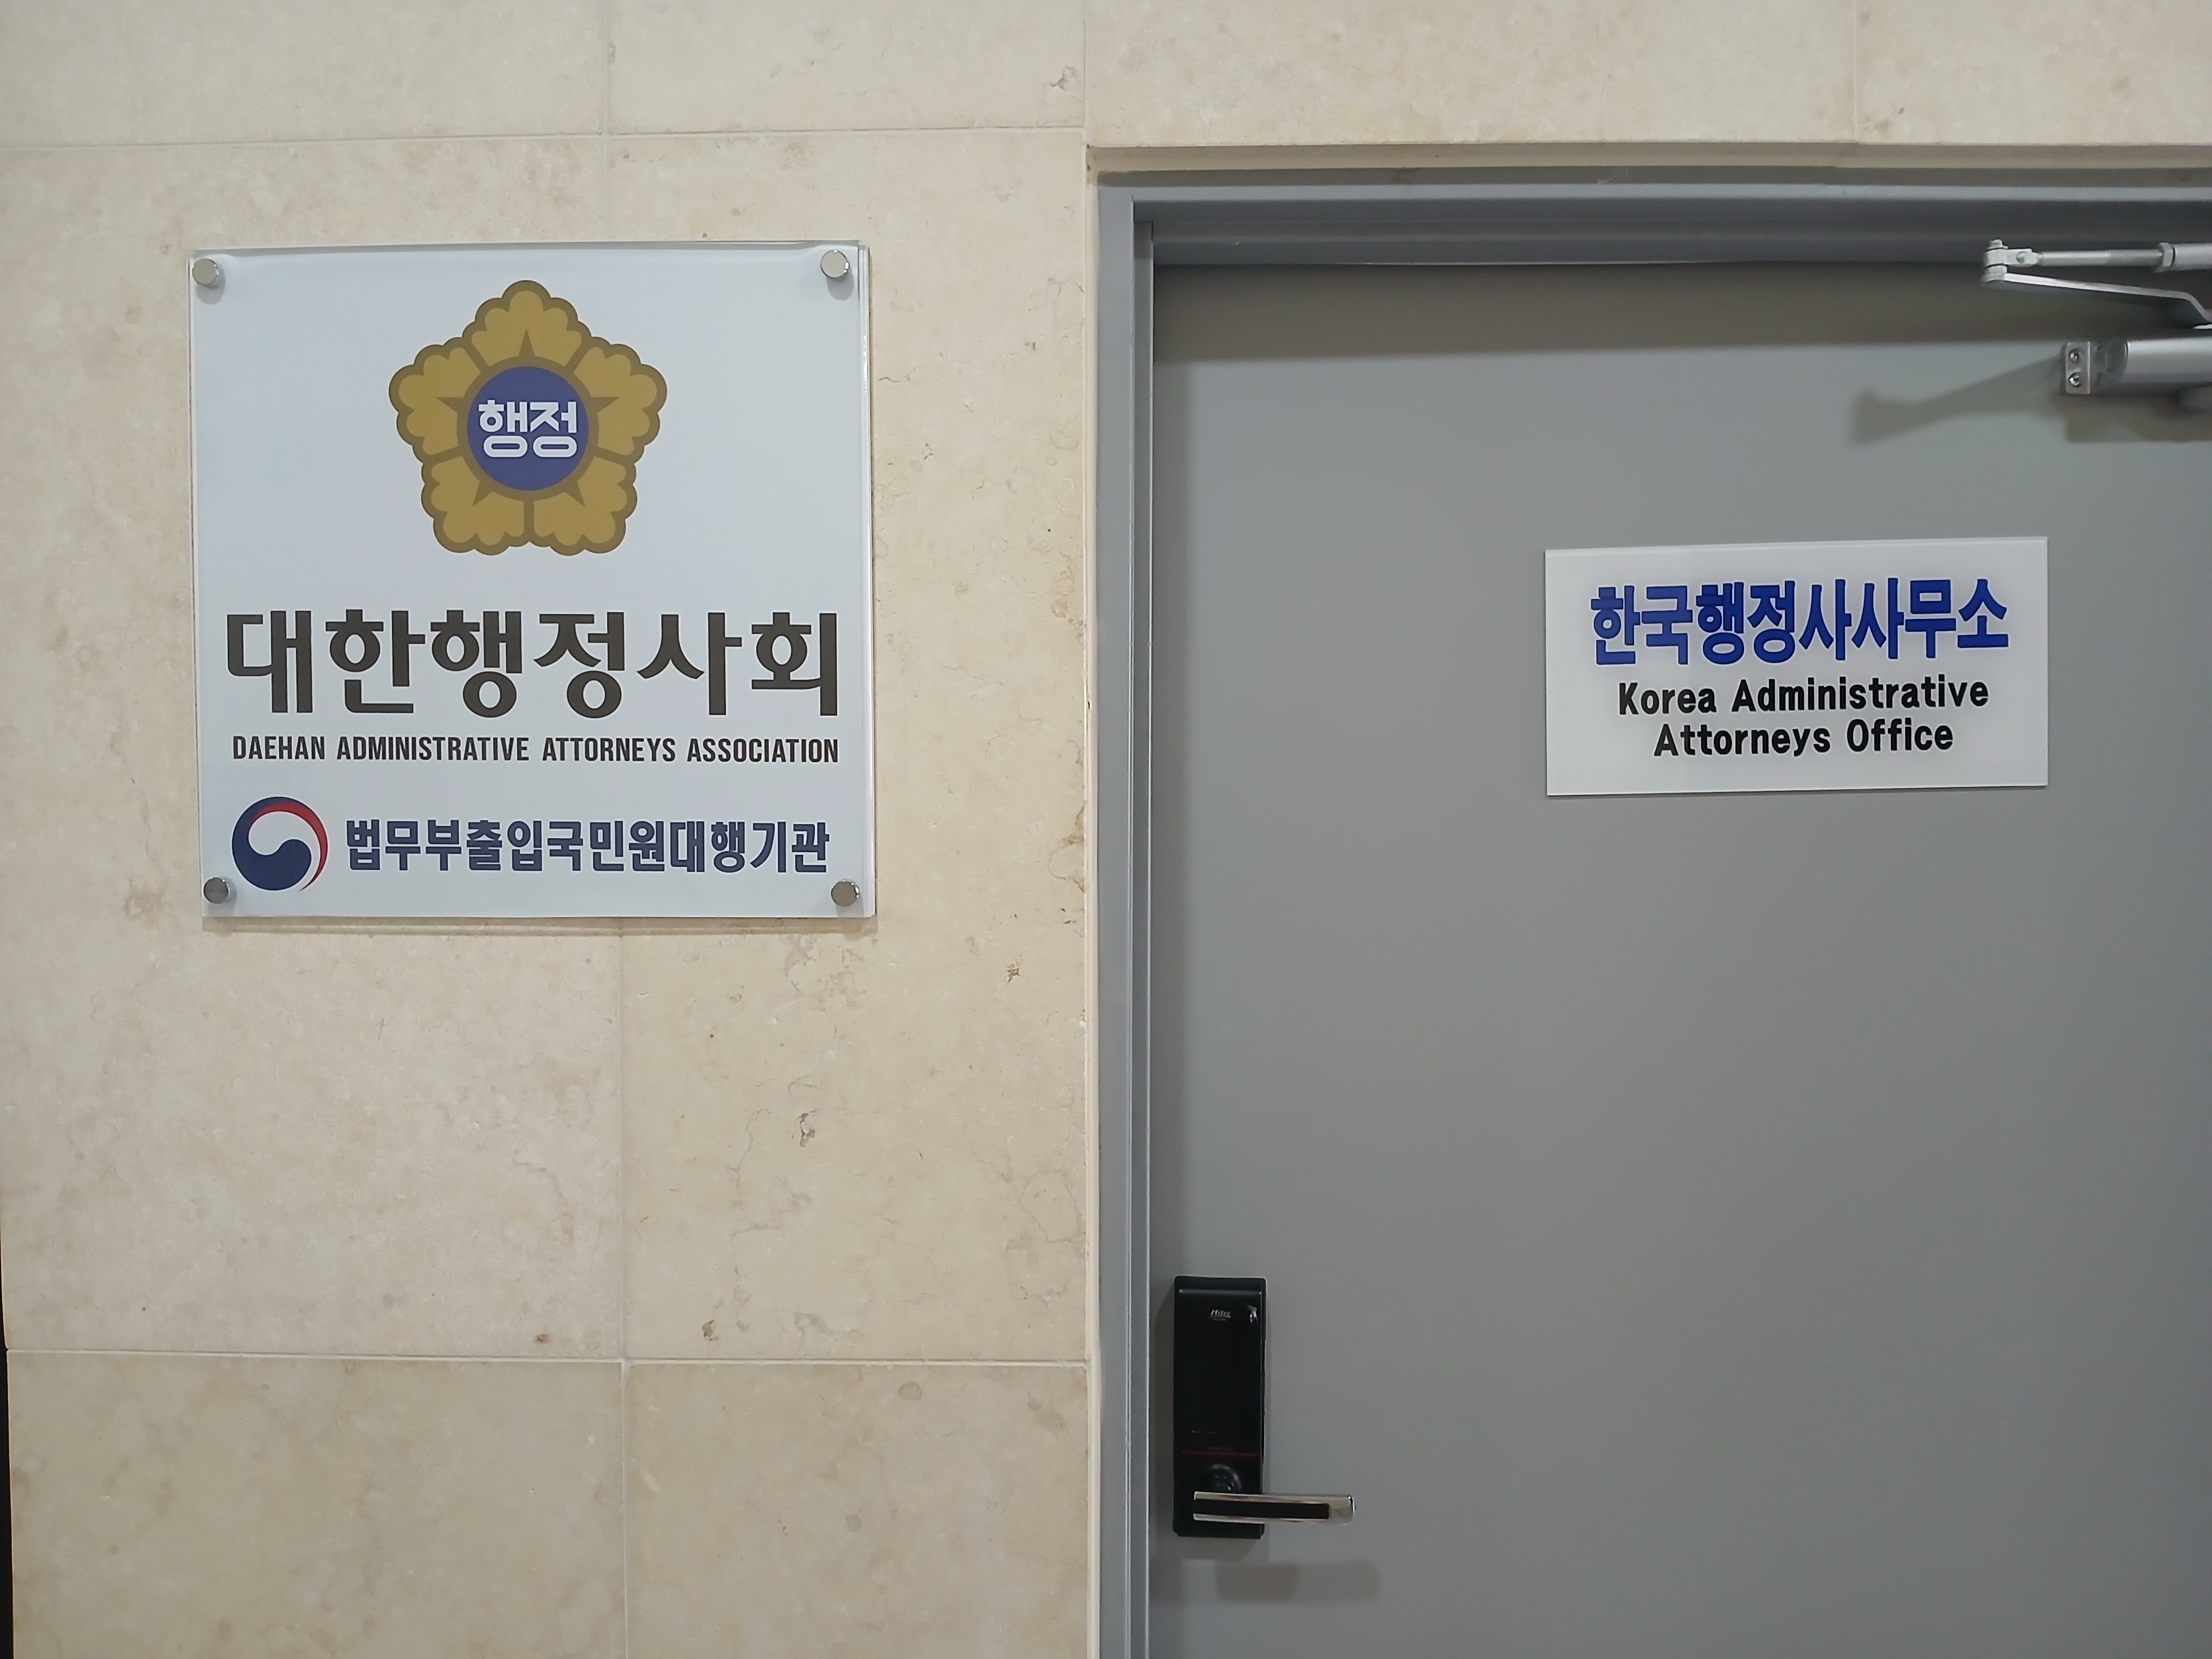 행정
대한행정사회
DAEHAN ADMINISTRATIVE ATTORNEYS ASSOCIATION
법무부출입국민원대행기관
한국행정사사무소
Korea Administrative
Attorneys Office